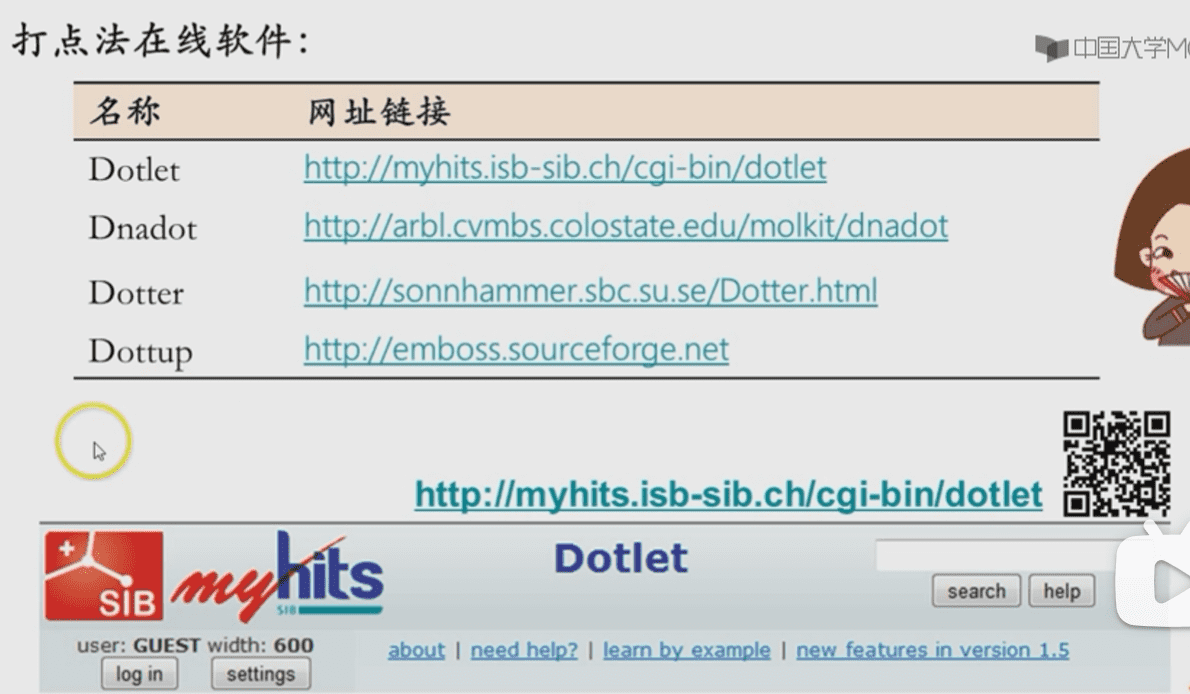 打点法在线软件：
中国大学M
名称 网址链接
Dotlet http://myhits.isb-sib.ch/cgi-bin/dotlet
Dnadot http://arbl.cvmbs.colostate.edu/molkit/dnadot
Dotter http://sonnhammer.sbc.su.se/Dotter.html
Dottup http://emboss.sourceforge.net
http://myhits.isb-sib.ch/cgi-bin/dotlet
SIB myhits SIB Dotlet
search help
user: GUEST width: 600
log in settings
about | need help? | learn by example | new features in version 1.5